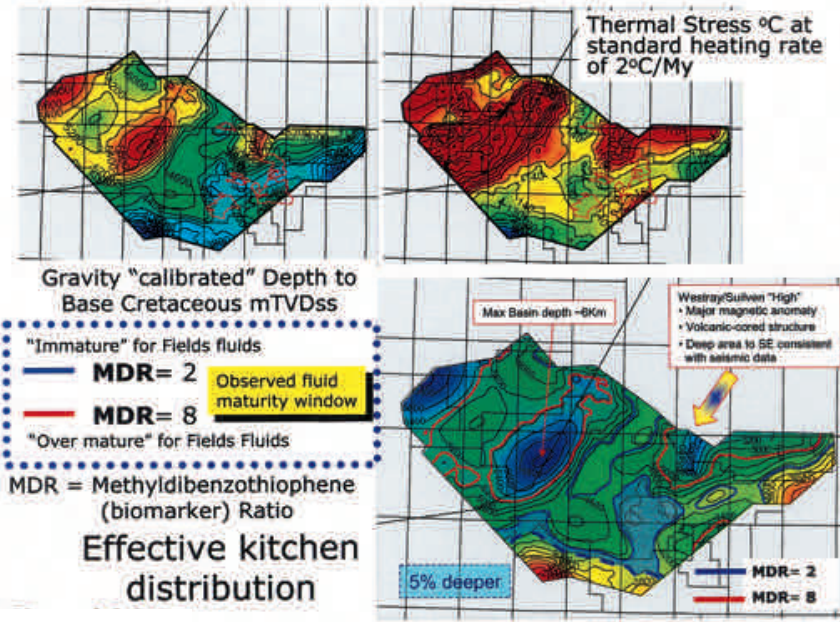 Thermal Stress ºC at
standard heating rate
of 2ºC/My
Gravity “calibrated” Depth to
Base Cretaceous mTVDss
“Immature” for Fields fluids
MDR= 2
MDR= 8
Observed fluid
maturity window
“Over mature” for Fields Fluids
MDR = Methyldibenzothiophene
(biomarker) Ratio
Effective kitchen
distribution
Max Basin depth ~6Km
Westray/Suilven “High”
• Major magnetic anomaly
• Volcanic-cored structure
• Deep area to SE consistent
with seismic data
5% deeper
MDR= 2
MDR= 8